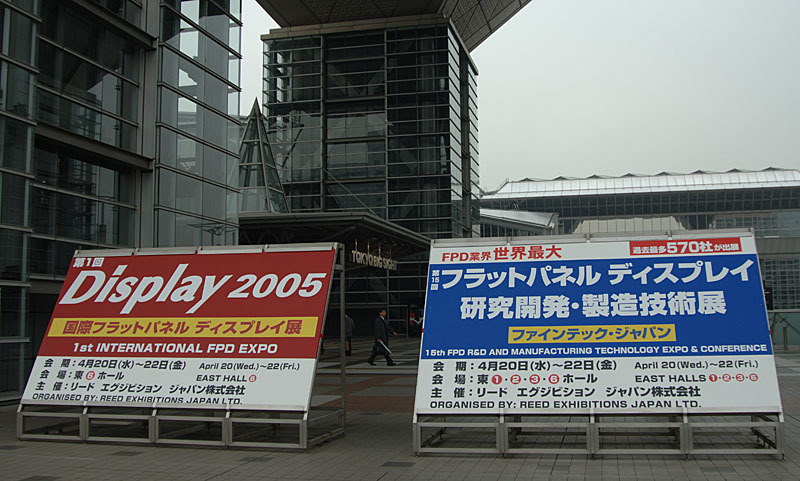 TOKYO BIG SIGHT
第1回
Display 2005
国際フラットパネル ディスプレイ展
1st INTERNATIONAL FPD EXPO
会 期：4月20日（水）〜22日（金） April 20 (Wed.)〜22(Fri.)
会 場：東6ホール EAST HALL 6
主 催：リード エグジビション ジャパン株式会社
ORGANISED BY: REED EXHIBITIONS JAPAN LTD.
FPD業界 世界最大 過去最多570社が出展
第15回 フラットパネル ディスプレイ
研究開発・製造技術展
ファインテック・ジャパン
15th FPD R&D AND MANUFACTURING TECHNOLOGY EXPO & CONFERENCE
会 期：4月20日（水）〜22日（金） April 20(Wed.)〜22(Fri.)
会 場：東1・2・3・6ホール EAST HALLS 1・2・3・6
主 催：リード エグジビション ジャパン株式会社
ORGANISED BY: REED EXHIBITIONS JAPAN LTD.